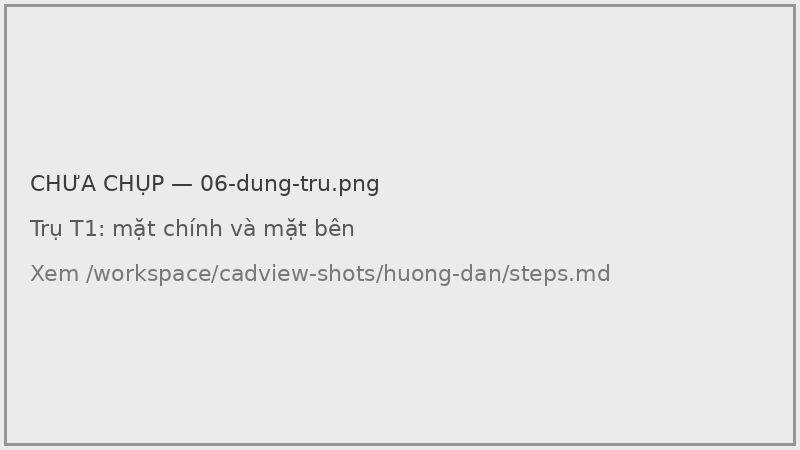 CHƯA CHỤP — 06-dung-tru.png
Trụ T1: mặt chính và mặt bên
Xem /workspace/cadview-shots/huong-dan/steps.md